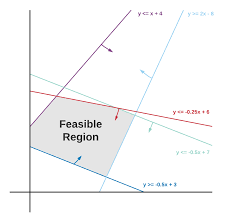 y <= x + 4
y >= 2x - 8
y <= -0.25x + 6
Feasible
Region
y <= -0.5x + 7
y >= -0.5x + 3